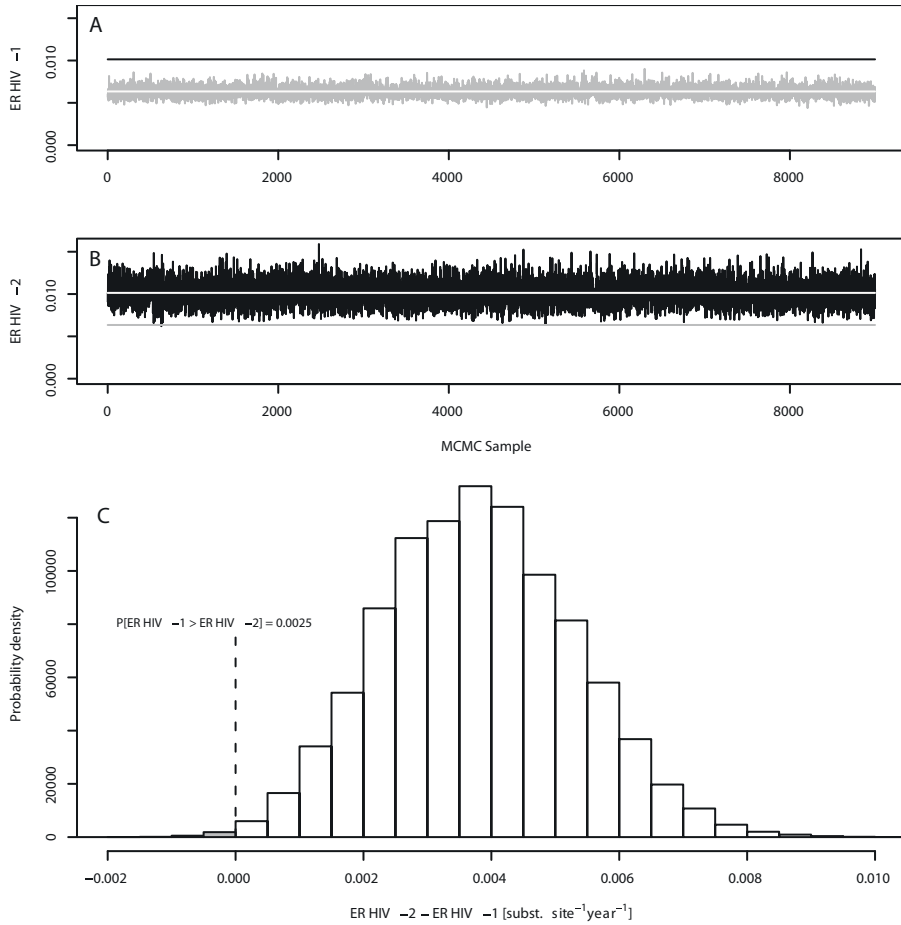 A
ER HIV −1
0.010
0.000
0 2000 4000 6000 8000
B
ER HIV −2
0.010
0.000
0 2000 4000 6000 8000
MCMC Sample
C
Probability density
100000
60000
20000
0
P[ER HIV −1 > ER HIV −2] = 0.0025
−0.002 0.000 0.002 0.004 0.006 0.008 0.010
ER HIV −2 − ER HIV −1 [subst. site⁻¹year⁻¹]